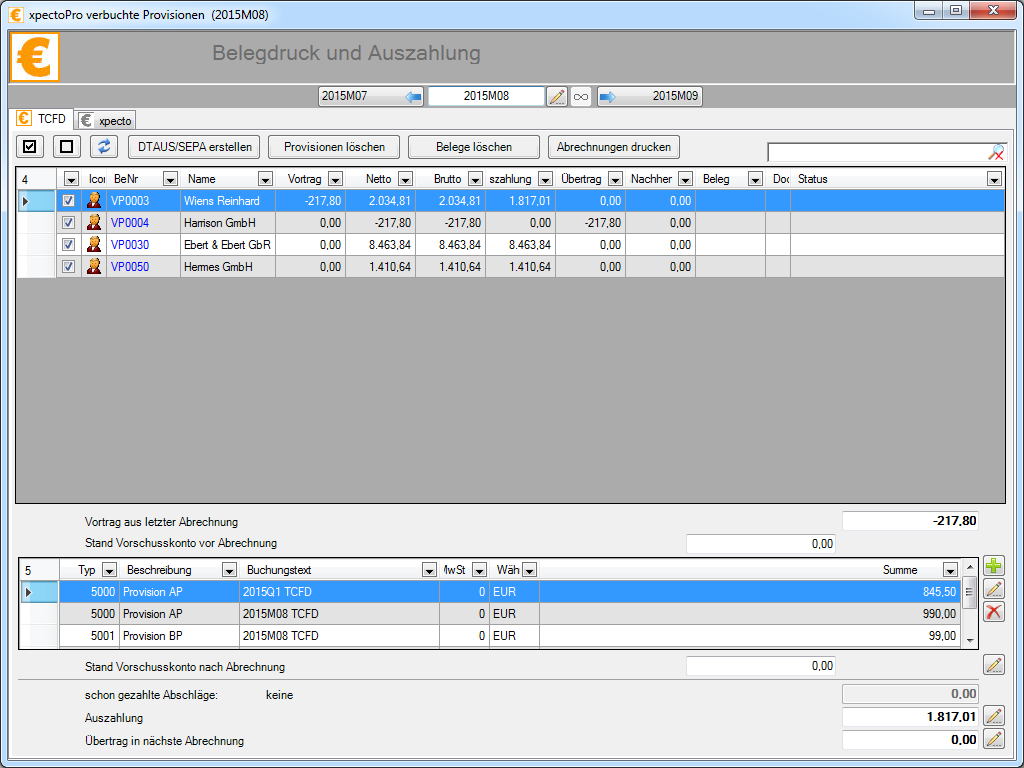 xpectoPro verbuchte Provisionen (2015M08)
Belegdruck und Auszahlung
2015M07 2015M08 ∞ 2015M09
€ TCFD € xpecto
DTAUS/SEPA erstellen Provisionen löschen Belege löschen Abrechnungen drucken
4 Icor BeNr Name Vortrag Netto Brutto szahlung Übertrag Nachher Beleg Doc Status
VP0003 Wiens Reinhard -217,80 2.034,81 2.034,81 1.817,01 0,00 0,00
VP0004 Harrison GmbH 0,00 -217,80 -217,80 0,00 -217,80 0,00
VP0030 Ebert & Ebert GbR 0,00 8.463,84 8.463,84 8.463,84 0,00 0,00
VP0050 Hermes GmbH 0,00 1.410,64 1.410,64 1.410,64 0,00 0,00
Vortrag aus letzter Abrechnung -217,80
Stand Vorschusskonto vor Abrechnung 0,00
5 Typ Beschreibung Buchungstext MwSt Wäh Summe
5000 Provision AP 2015Q1 TCFD 0 EUR 845,50
5000 Provision AP 2015M08 TCFD 0 EUR 990,00
5001 Provision BP 2015M08 TCFD 0 EUR 99,00
Stand Vorschusskonto nach Abrechnung 0,00
schon gezahlte Abschläge: keine 0,00
Auszahlung 1.817,01
Übertrag in nächste Abrechnung 0,00